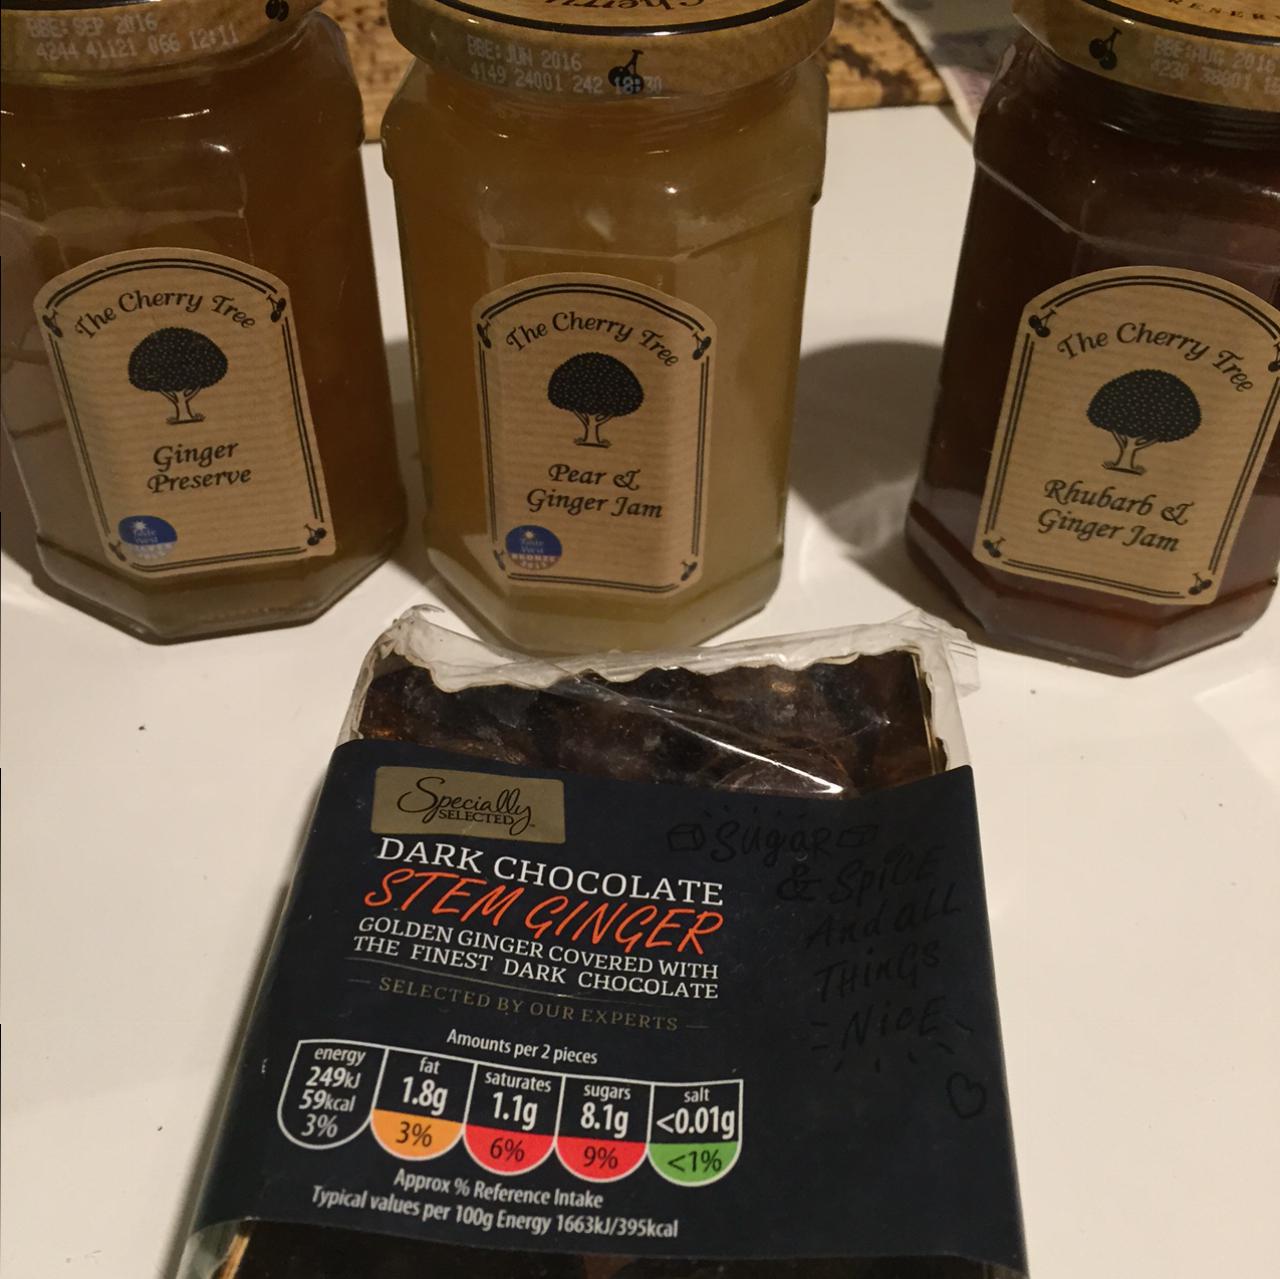 BBE: SEP 2016
4244 41121 066 12:11
Cherry
BBE: JUN 2016
4149 24001 242 18:30
BBE: AUG 2016
The Cherry Tree
Ginger
Preserve
The Cherry Tree
Pear &
Ginger Jam
Taste
West
BRONZE
The Cherry Tree
Rhubarb &
Ginger Jam
Specially
SELECTED
DARK CHOCOLATE
STEM GINGER
GOLDEN GINGER COVERED WITH
THE FINEST DARK CHOCOLATE
SELECTED BY OUR EXPERTS
Sugar
& Spice
And all
Things
Nice
Amounts per 2 pieces
energy 249kJ 59kcal 3%
fat 1.8g 3%
saturates 1.1g 6%
sugars 8.1g 9%
salt <0.01g <1%
Approx % Reference Intake
Typical values per 100g Energy 1663kJ/395kcal